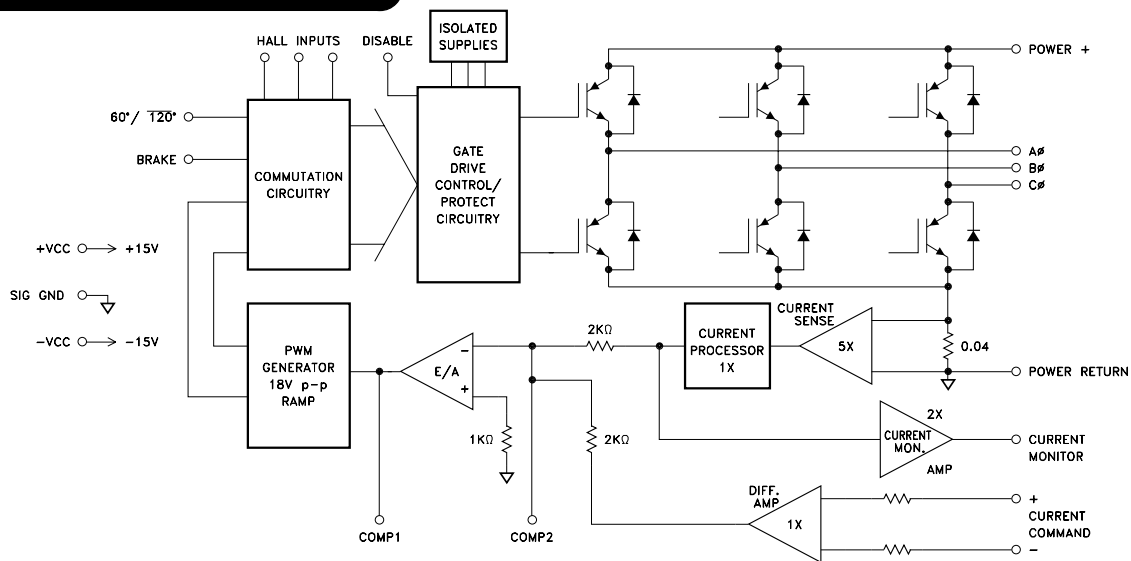 HALL INPUTS
DISABLE
ISOLATED
SUPPLIES
POWER +
60°/ 120°
BRAKE
COMMUTATION
CIRCUITRY
GATE
DRIVE
CONTROL/
PROTECT
CIRCUITRY
AØ
BØ
CØ
+VCC
+15V
SIG GND
-VCC
-15V
PWM
GENERATOR
18V p-p
RAMP
E/A
-
+
1KΩ
2KΩ
2KΩ
CURRENT
PROCESSOR
1X
CURRENT
SENSE
5X
0.04
POWER RETURN
2X
CURRENT
MON.
AMP
CURRENT
MONITOR
DIFF.
AMP
1X
+
CURRENT
COMMAND
-
COMP1
COMP2